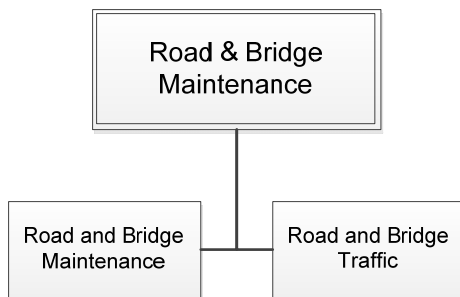 Road & Bridge
Maintenance
Road and Bridge
Maintenance
Road and Bridge
Traffic